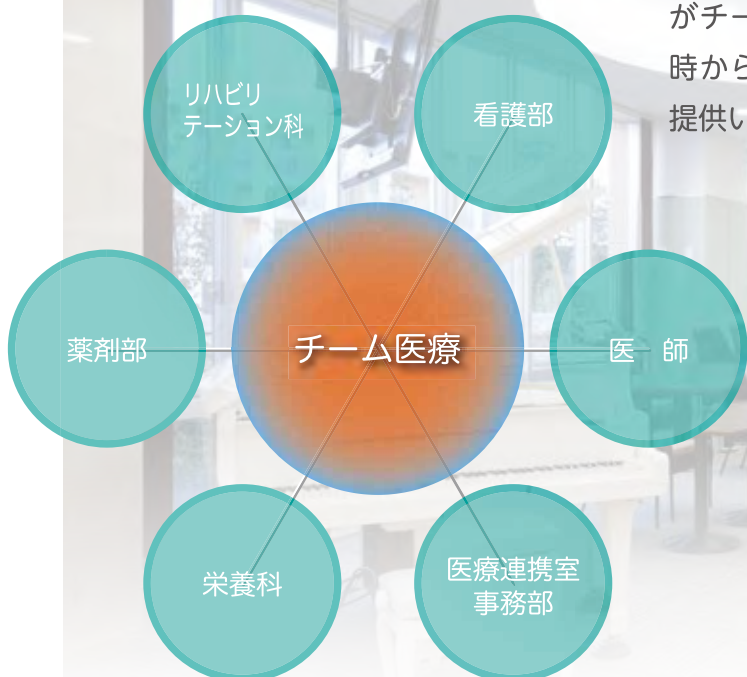 がチー
時から
提供い
リハビリ
テーション科
看護部
薬剤部
チーム医療
医　師
栄養科
医療連携室
事務部